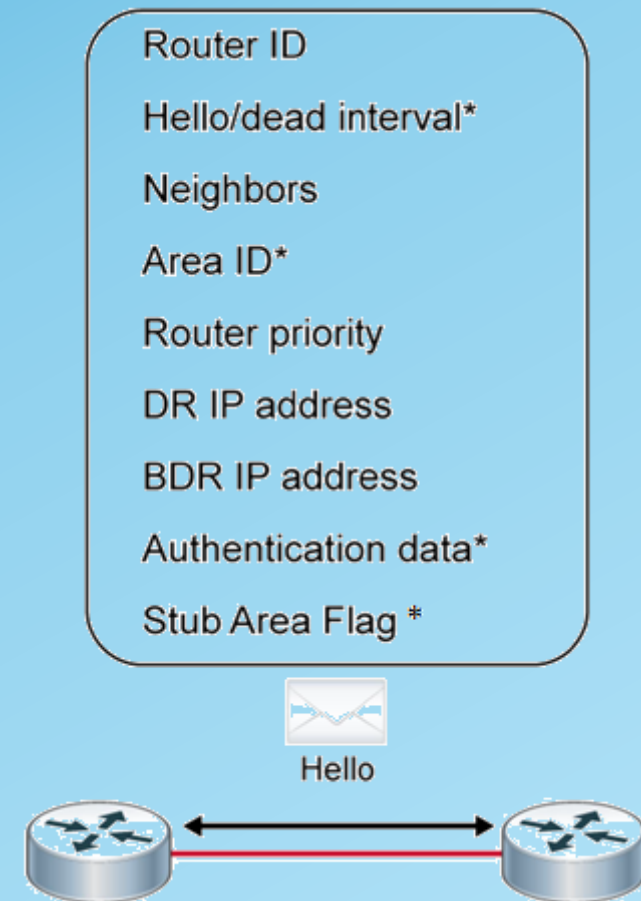 Router ID
Hello/dead interval*
Neighbors
Area ID*
Router priority
DR IP address
BDR IP address
Authentication data*
Stub Area Flag *
Hello